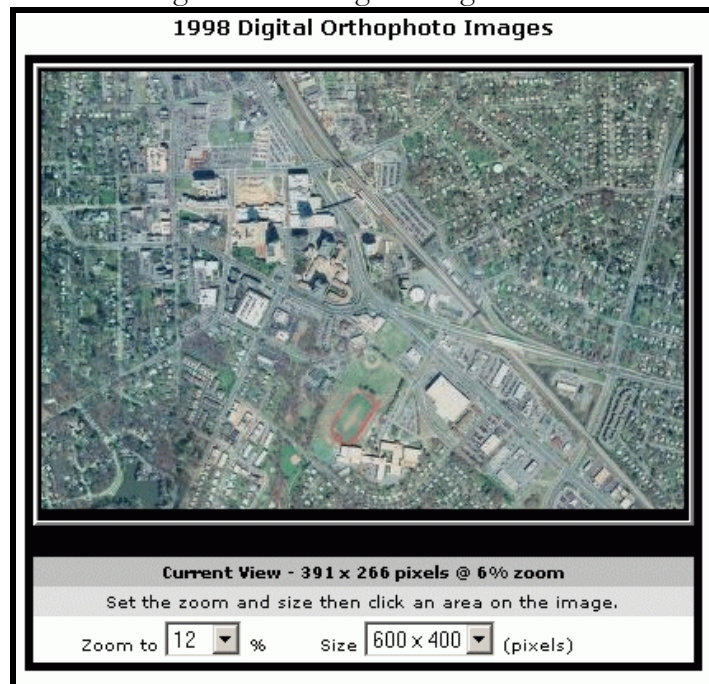 1998 Digital Orthophoto Images
Current View - 391 x 266 pixels @ 6% zoom
Set the zoom and size then click an area on the image.
Zoom to 12 % Size 600 x 400 (pixels)